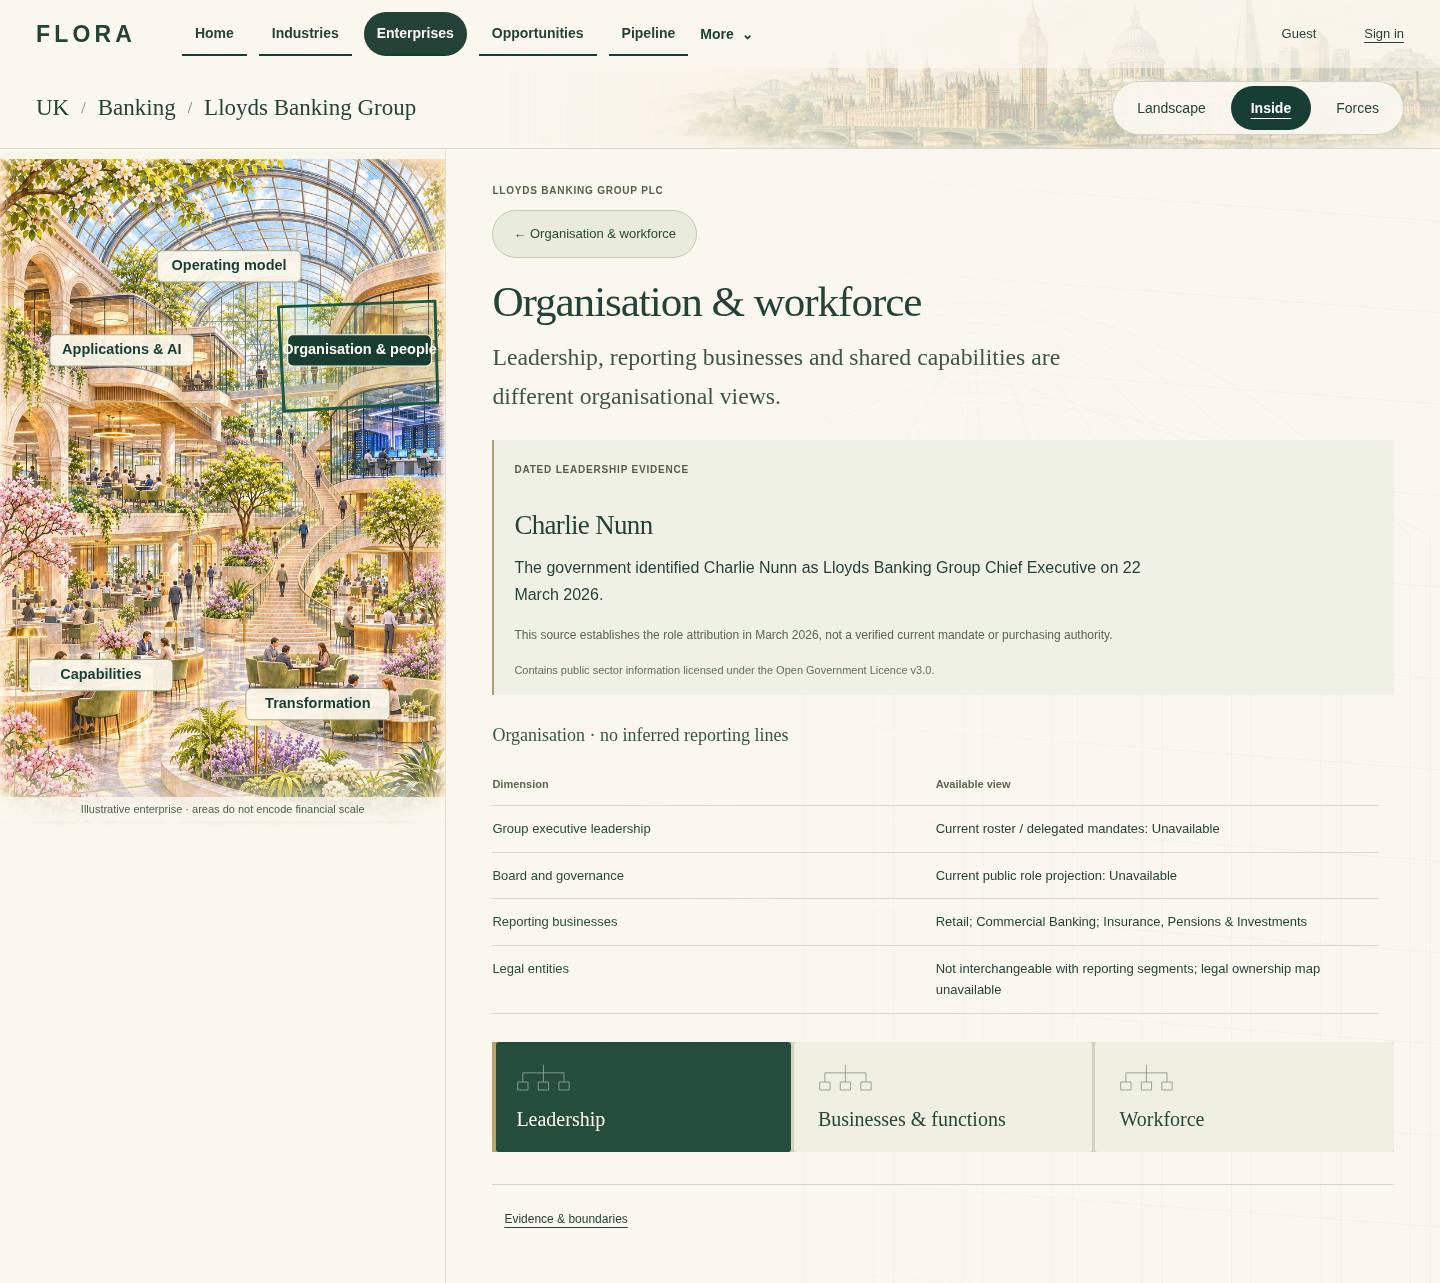 FLORA
Home
Industries
Enterprises
Opportunities
Pipeline
More
Guest
Sign in
UK / Banking / Lloyds Banking Group
Landscape
Inside
Forces
Operating model
Applications & AI
Organisation & people
Capabilities
Transformation
Illustrative enterprise · areas do not encode financial scale
LLOYDS BANKING GROUP PLC
← Organisation & workforce
Organisation & workforce
Leadership, reporting businesses and shared capabilities are
different organisational views.
DATED LEADERSHIP EVIDENCE
Charlie Nunn
The government identified Charlie Nunn as Lloyds Banking Group Chief Executive on 22
March 2026.
This source establishes the role attribution in March 2026, not a verified current mandate or purchasing authority.
Contains public sector information licensed under the Open Government Licence v3.0.
Organisation · no inferred reporting lines
Dimension
Available view
Group executive leadership
Current roster / delegated mandates: Unavailable
Board and governance
Current public role projection: Unavailable
Reporting businesses
Retail; Commercial Banking; Insurance, Pensions & Investments
Legal entities
Not interchangeable with reporting segments; legal ownership map
unavailable
Leadership
Businesses & functions
Workforce
Evidence & boundaries